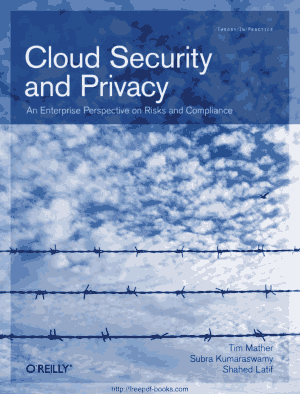 THEORY IN PRACTICE
Cloud Security
and Privacy
An Enterprise Perspective on Risks and Compliance
O'REILLY®
Tim Mather
Subra Kumaraswamy
Shahed Latif
http://freepdf-books.com